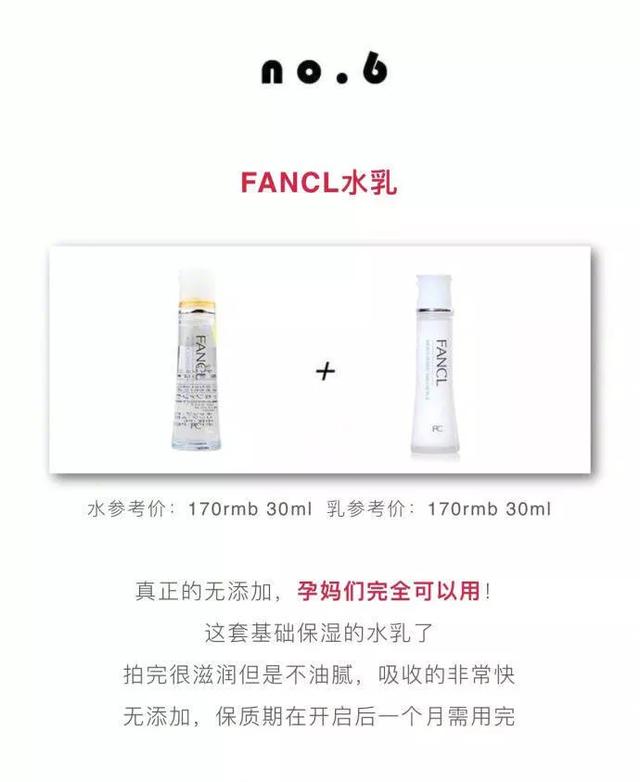 no.6
FANCL水乳
FANCL
+
FANCL
水参考价：170rmb 30ml 乳参考价：170rmb 30ml
真正的无添加，孕妈们完全可以用！
这套基础保湿的水乳了
拍完很滋润但是不油腻，吸收的非常快
无添加，保质期在开启后一个月需用完